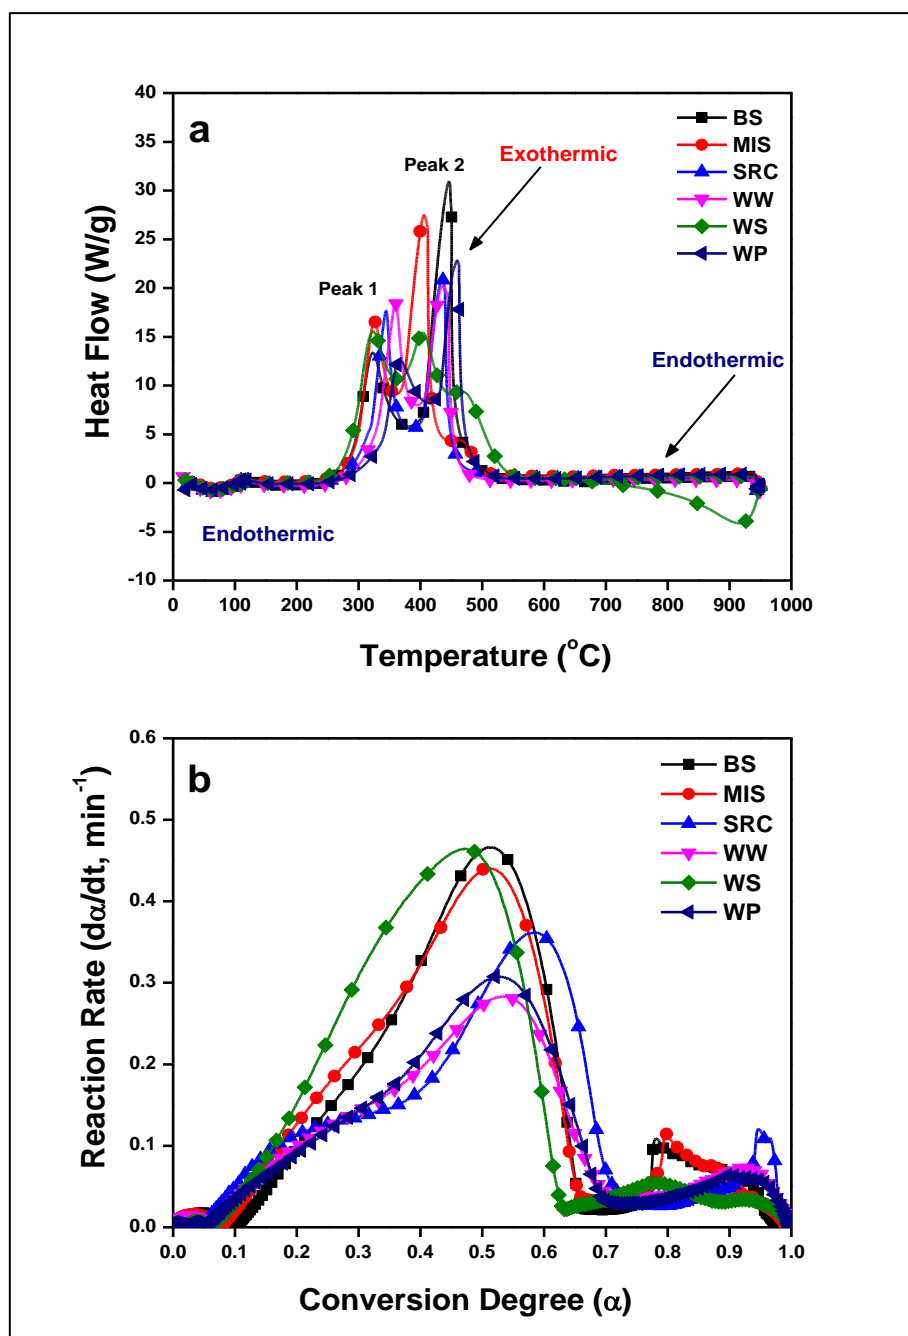 a
BS
MIS
SRC
WW
WS
WP
Peak 1
Peak 2
Exothermic
Endothermic
Endothermic
40
35
30
25
20
15
10
5
0
-5
-10
Heat Flow (W/g)
0 100 200 300 400 500 600 700 800 900 1000
Temperature (°C)
b
BS
MIS
SRC
WW
WS
WP
0.6
0.5
0.4
0.3
0.2
0.1
0.0
Reaction Rate (dα/dt, min⁻¹)
0.0 0.1 0.2 0.3 0.4 0.5 0.6 0.7 0.8 0.9 1.0
Conversion Degree (α)